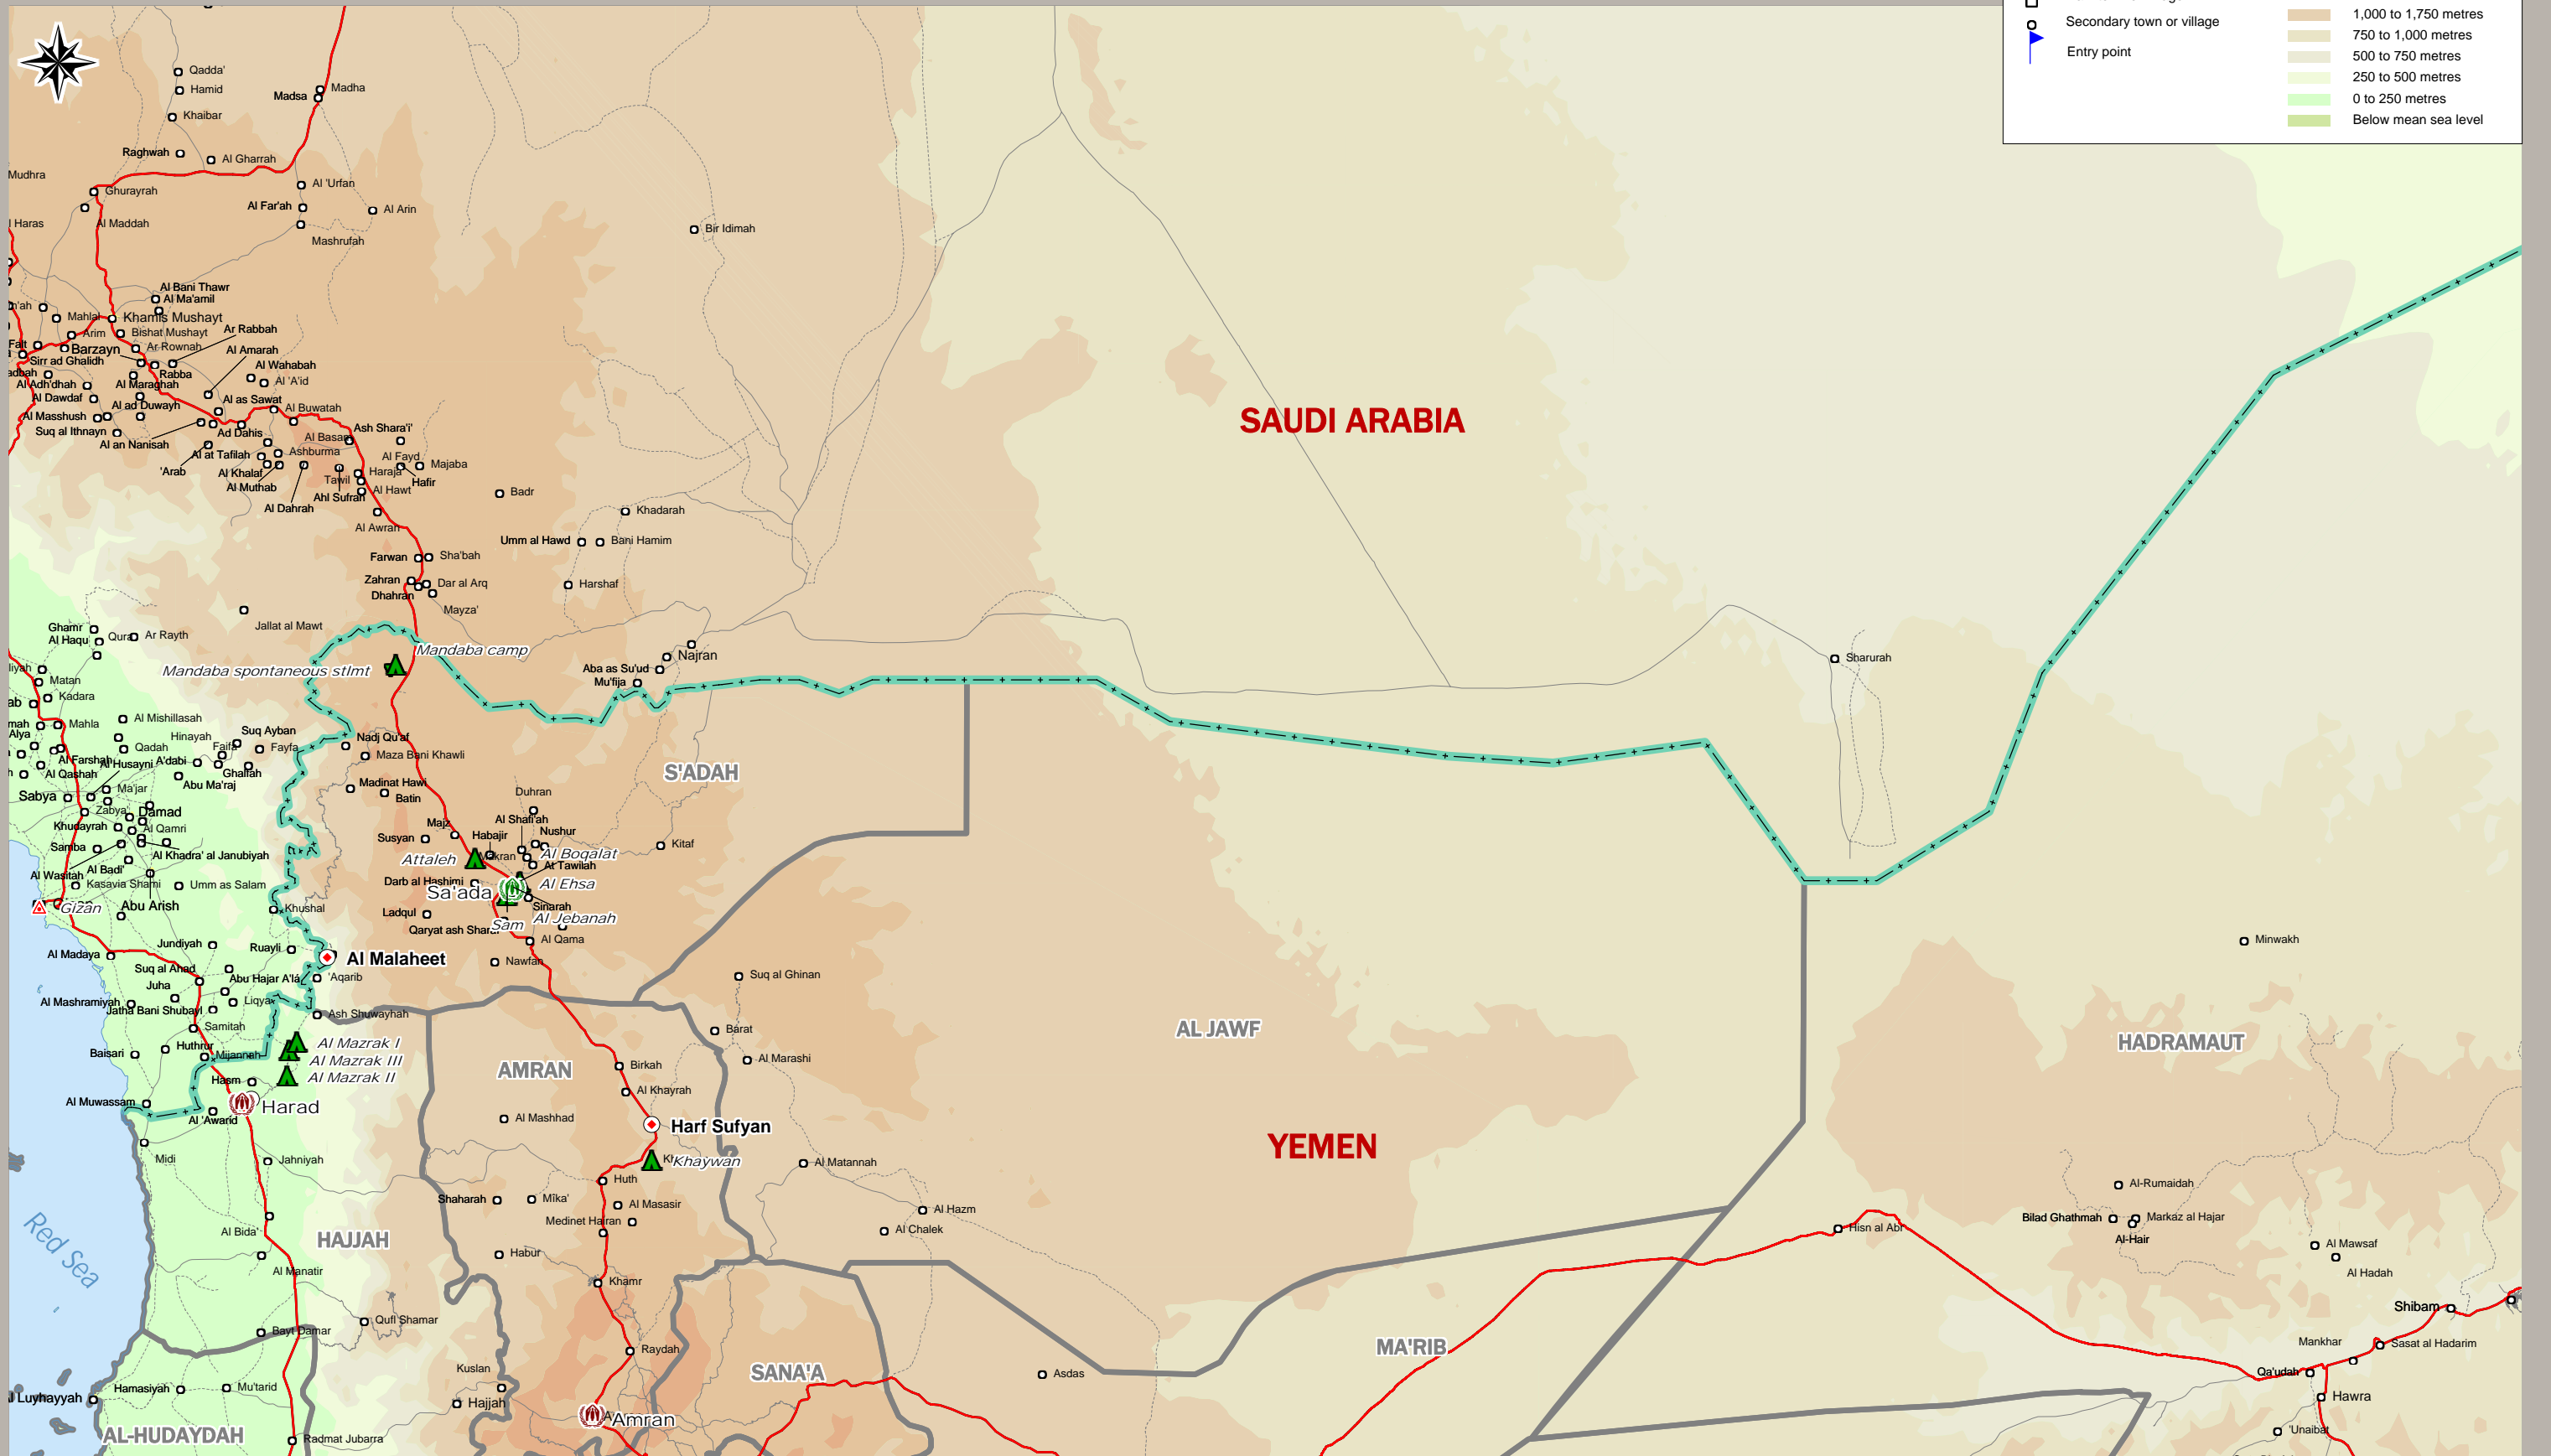 Secondary town or village
Entry point
1,000 to 1,750 metres
750 to 1,000 metres
500 to 750 metres
250 to 500 metres
0 to 250 metres
Below mean sea level
Qadda'
Hamid
Madha
Madsa
Khaibar
Raghwah
Al Gharrah
Mudhra
Ghurayrah
Al 'Urfan
Al Far'ah
Al Arin
Al Maddah
Mashrufah
Bir Idimah
Al Bani Thawr
Al Ma'amil
Mahlal
Khamis Mushayt
Arim
Bishat Mushayt
Ar Rabbah
Barzayn
Ar Rownah
Al Amarah
Sirr ad Ghalidh
Al Wahabah
Rabba
Al 'A'id
Al Adh'dhah
Al Maraghah
Al Dawdaf
Al ad Duwayh
Al as Sawat
Al Buwatah
Al Masshush
Suq al Ithnayn
Al an Nanisah
Ad Dahis
Al Basam
Ash Shara'i'
'Arab
Al at Tafilah
Ashburma
Al Fayd
Majaba
Al Khalaf
Tawil
Haraja
Hafir
Al Muthab
Ahl Sufran
Al Hawt
Al Dahrah
Badr
Khadarah
Al Awran
Umm al Hawd
Bani Hamim
Farwan
Sha'bah
Zahran
Dar al Arq
Dhahran
Harshaf
Mayza'
SAUDI ARABIA
Ghamr
Al Haqu
Qura
Ar Rayth
Jallat al Mawt
Mandaba camp
Mandaba spontaneous stlmt
Najran
Aba as Su'ud
Mu'fija
Sharurah
Matan
Kadara
Mahla
Alya
Al Mishillasah
Hinayah
Suq Ayban
Qadah
Faifa
Fayfa
Nadj Qu'af
Maza Bani Khawli
Al Farshah
Al Husayni
A'dabi
Al Qashah
Ghaifah
Abu Ma'raj
S'ADAH
Madinat Hawi
Batin
Duhran
Sabya
Ma'jar
Zabya
Damad
Khudayrah
Al Qamri
Samba
Al Khadra' al Janubiyah
Majz
Al Shafi'ah
Susyan
Habajir
Nushur
Kitaf
Attaleh
Makran
Al Boqalat
At Tawilah
Al Wasitah
Al Badi'
Kasavia Shami
Umm as Salam
Darb al Hashimi
Al Ehsa
Sa'ada
Gizan
Abu Arish
Khushal
Ladqul
Sinarah
Al Jebanah
Sam
Qaryat ash Sharaf
Al Qama
Jundiyah
Ruayli
Al Madaya
Al Malaheet
Nawfan
Suq al Ahad
Abu Hajar A'lá
'Aqarib
Juha
Suq al Ghinan
Al Mashramiyah
Liqya
Jatha Bani Shubayl
Ash Shuwayhah
Samitah
Barat
Minwakh
AL JAWF
HADRAMAUT
Huthrur
Al Mazrak I
Baisari
Mijannah
Al Mazrak III
Al Marashi
AMRAN
Birkah
Al Mazrak II
Hasm
Al Khayrah
Al Muwassam
Harad
Al 'Awarid
Al Mashhad
Harf Sufyan
YEMEN
Midi
Jahniyah
Khaywan
Al Matannah
Huth
Al-Rumaidah
Shaharah
Mīka'
Al Masasir
Medinet Hairan
Al Hazm
Al Chalek
Hisn al Abr
Bilad Ghathmah
Markaz al Hajar
Al-Hair
Al Bida'
HAJJAH
Red Sea
Habur
Al Mawsaf
Al Manatir
Al Hadah
Khamr
Shibam
Qufl Shamar
Bayt Damar
Raydah
MA'RIB
Mankhar
Sasat al Hadarim
Kuslan
SANA'A
Asdas
Qa'udah
Hamasiyah
Mu'tarid
Hajjah
Hawra
Luyhayyah
Amran
AL-HUDAYDAH
Radmat Jubarra
'Unaibat